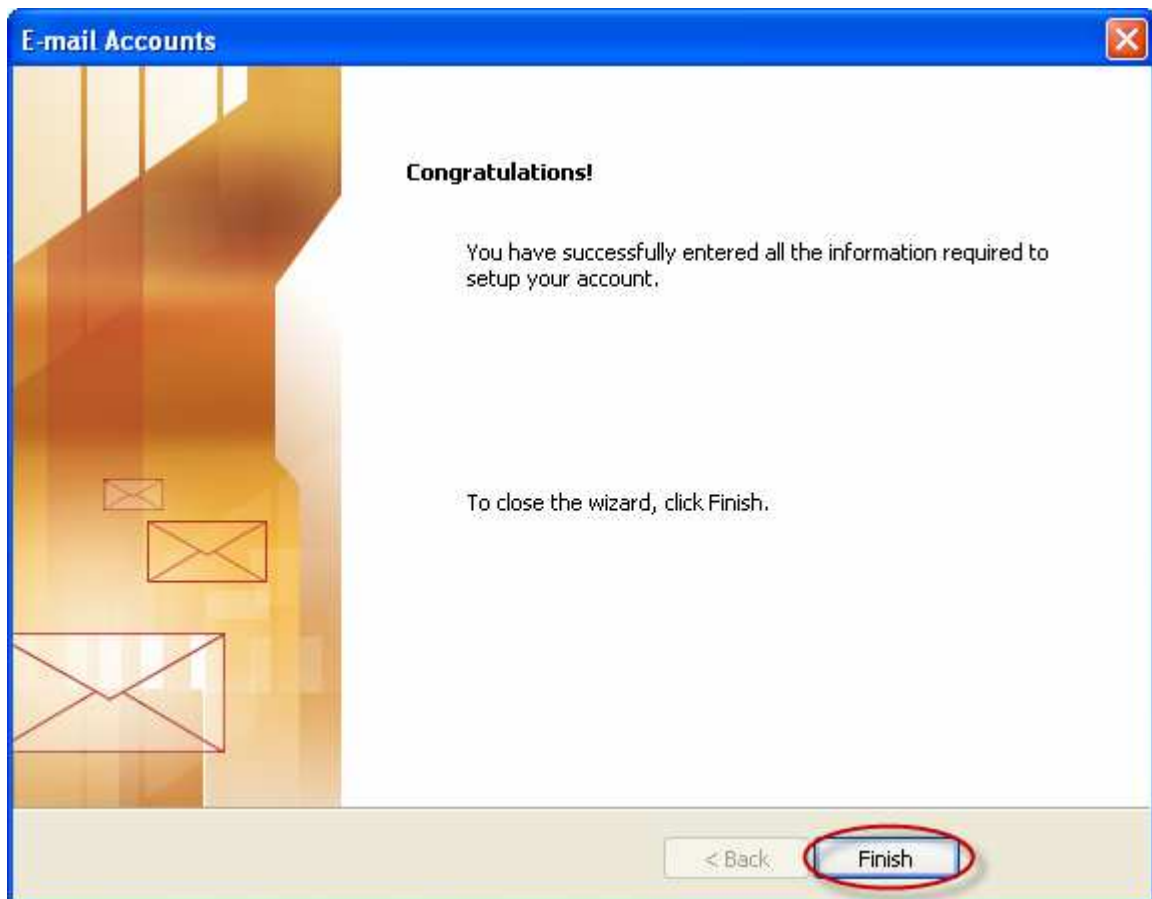 E-mail Accounts
Congratulations!
You have successfully entered all the information required to
setup your account.
To close the wizard, click Finish.
< Back
Finish